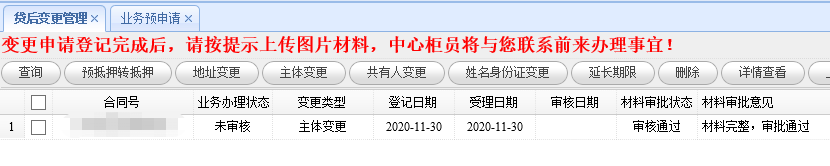 贷后变更管理 × 业务预申请 ×
变更申请登记完成后，请按提示上传图片材料，中心柜员将与您联系前来办理事宜！
查询 预抵押转抵押 地址变更 主体变更 共有人变更 姓名身份证变更 延长期限 删除 详情查看
合同号 业务办理状态 变更类型 登记日期 受理日期 审核日期 材料审批状态 材料审批意见
1 未审核 主体变更 2020-11-30 2020-11-30 审核通过 材料完整，审批通过